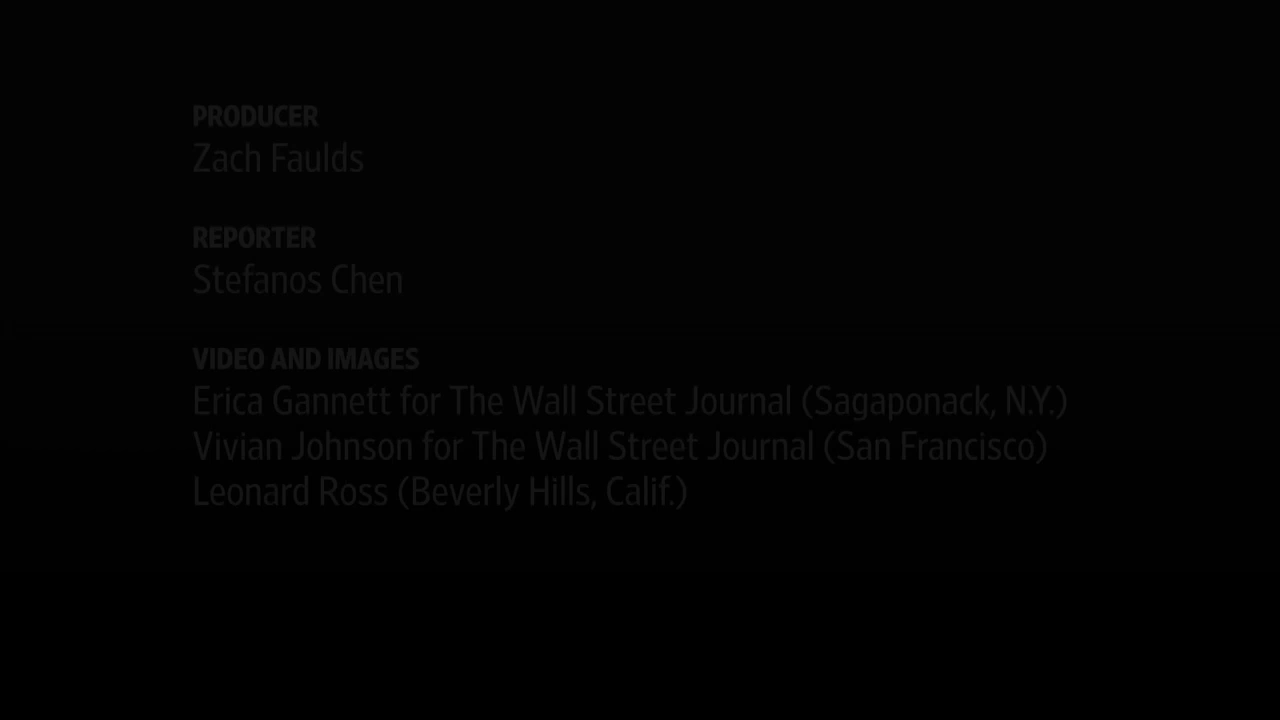 PRODUCER
Zach Faulds
REPORTER
Stefanos Chen
VIDEO AND IMAGES
Erica Gannett for The Wall Street Journal (Sagaponack, N.Y.)
Vivian Johnson for The Wall Street Journal (San Francisco)
Leonard Ross (Beverly Hills, Calif.)